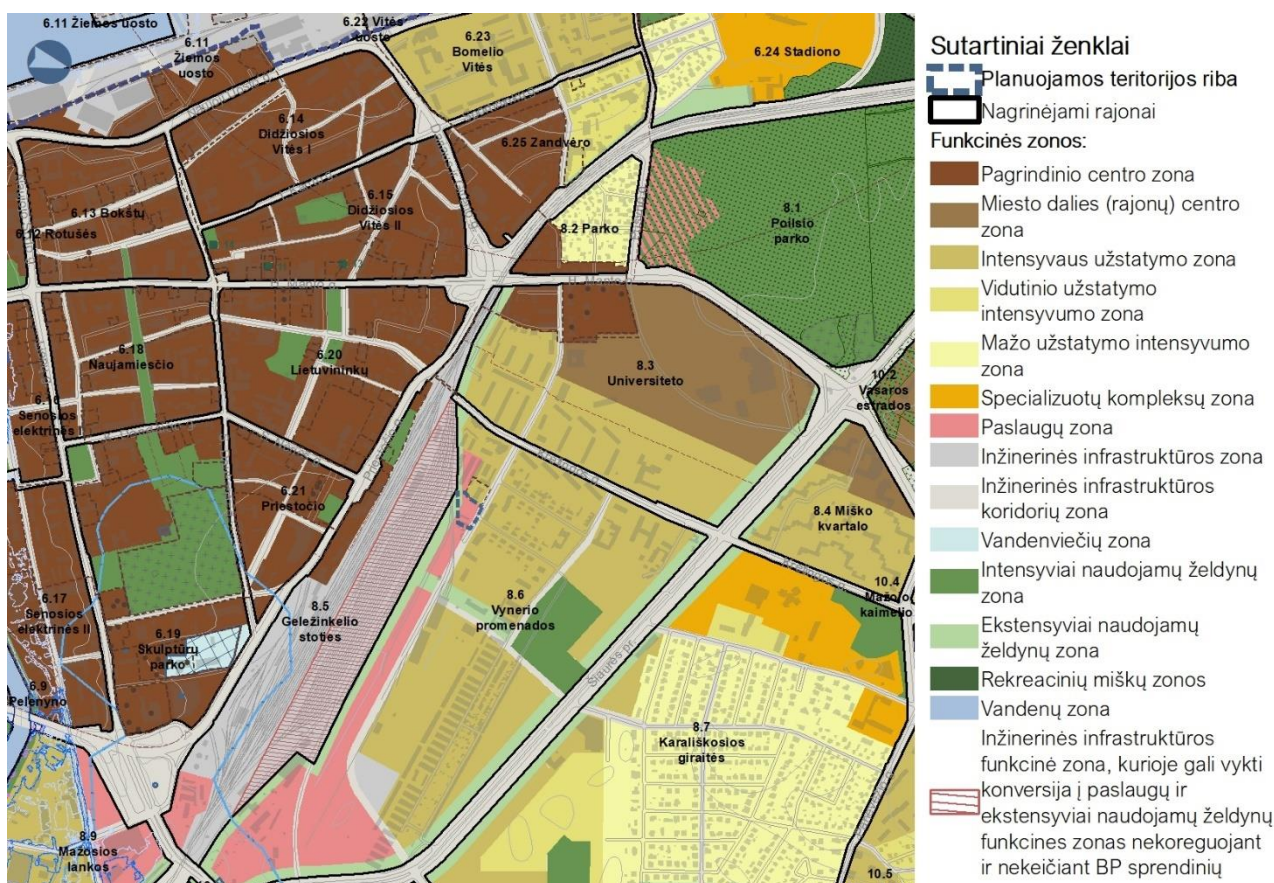 6.11 Žiemos uosto
6.11
Žiemos
uosto
6.22 Vitės
uosto
6.23
Bomelio
Vitės
6.24 Stadiono
6.14
Didžiosios
Vitės I
6.25 Zandvėro
6.15
Didžiosios
Vitės II
6.13 Bokštų
6.12 Rotušės
8.2 Parko
8.1
Poilsio
parko
H. Manto g.
6.18
Naujamiesčio
6.20
Lietuvininkų
8.3
Universiteto
10.2
Vasaros
estrados
6.16
Senosios
elektrinės I
6.21
Priestočio
8.4 Miško
kvartalo
10.4
Mažojo
kaimelio
6.17
Senosios
elektrinės II
8.5
Geležinkelio
stoties
8.6
Vynerio
promenados
6.19
Skulptūrų
parko
Šiaurės pr.
6.9
Pelenyno
8.7
Karališkosios
giraitės
8.9
Mažosios
lankos
10.5
Sutartiniai ženklai
Planuojamos teritorijos riba
Nagrinėjami rajonai
Funkcinės zonos:
Pagrindinio centro zona
Miesto dalies (rajonų) centro
zona
Intensyvaus užstatymo zona
Vidutinio užstatymo
intensyvumo zona
Mažo užstatymo intensyvumo
zona
Specializuotų kompleksų zona
Paslaugų zona
Inžinerinės infrastruktūros zona
Inžinerinės infrastruktūros
koridorių zona
Vandenviečių zona
Intensyviai naudojamų želdynų
zona
Ekstensyviai naudojamų
želdynų zona
Rekreacinių miškų zonos
Vandenų zona
Inžinerinės infrastruktūros
funkcinė zona, kurioje gali vykti
konversija į paslaugų ir
ekstensyviai naudojamų želdynų
funkcines zonas nekoreguojant
ir nekeičiant BP sprendinių